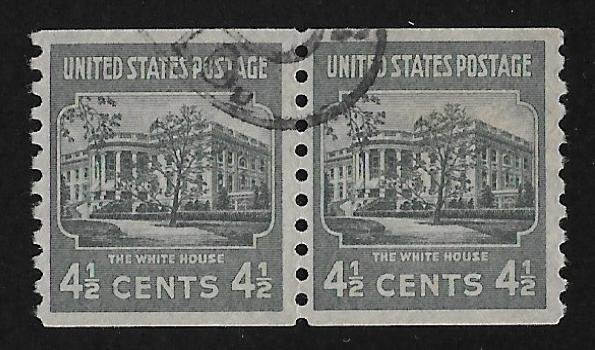 UNITED STATES POSTAGE
THE WHITE HOUSE
4½ CENTS 4½
UNITED STATES POSTAGE
THE WHITE HOUSE
4½ CENTS 4½